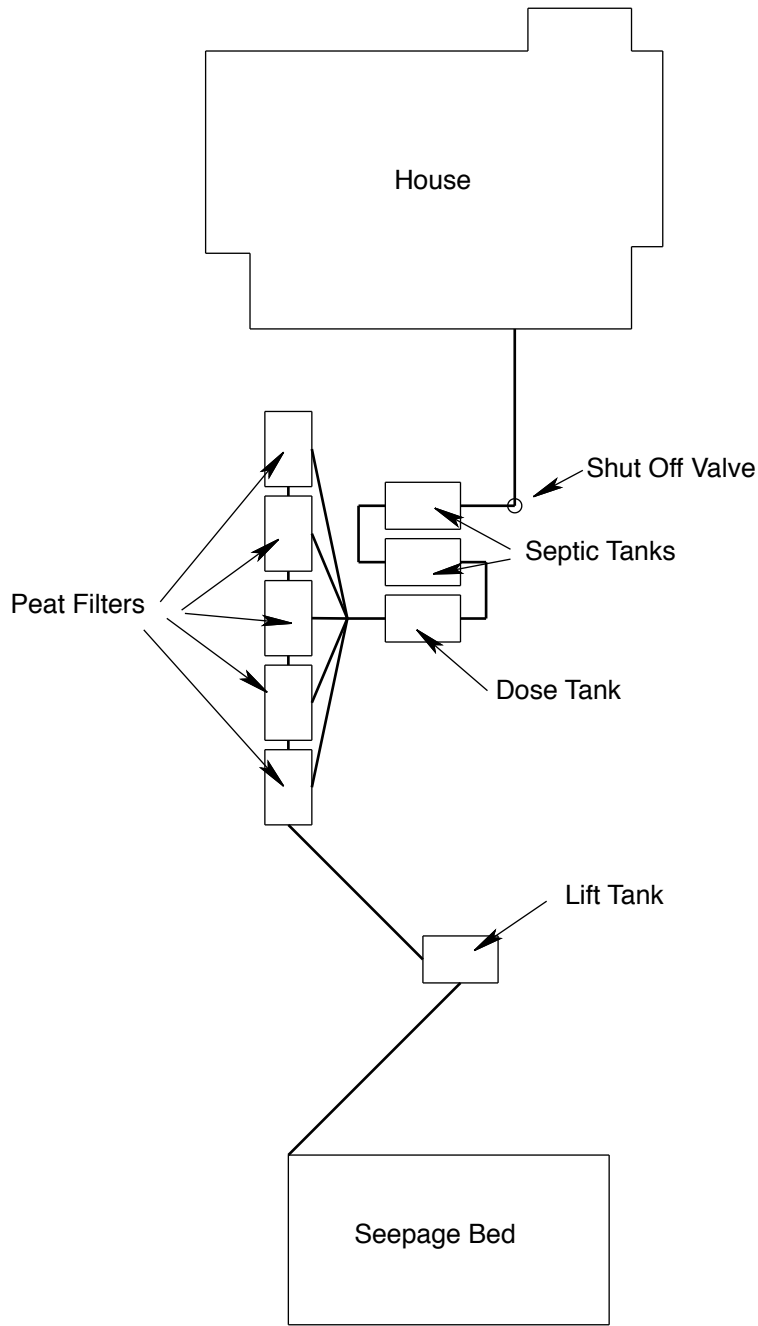 House
Shut Off Valve
Septic Tanks
Peat Filters
Dose Tank
Lift Tank
Seepage Bed